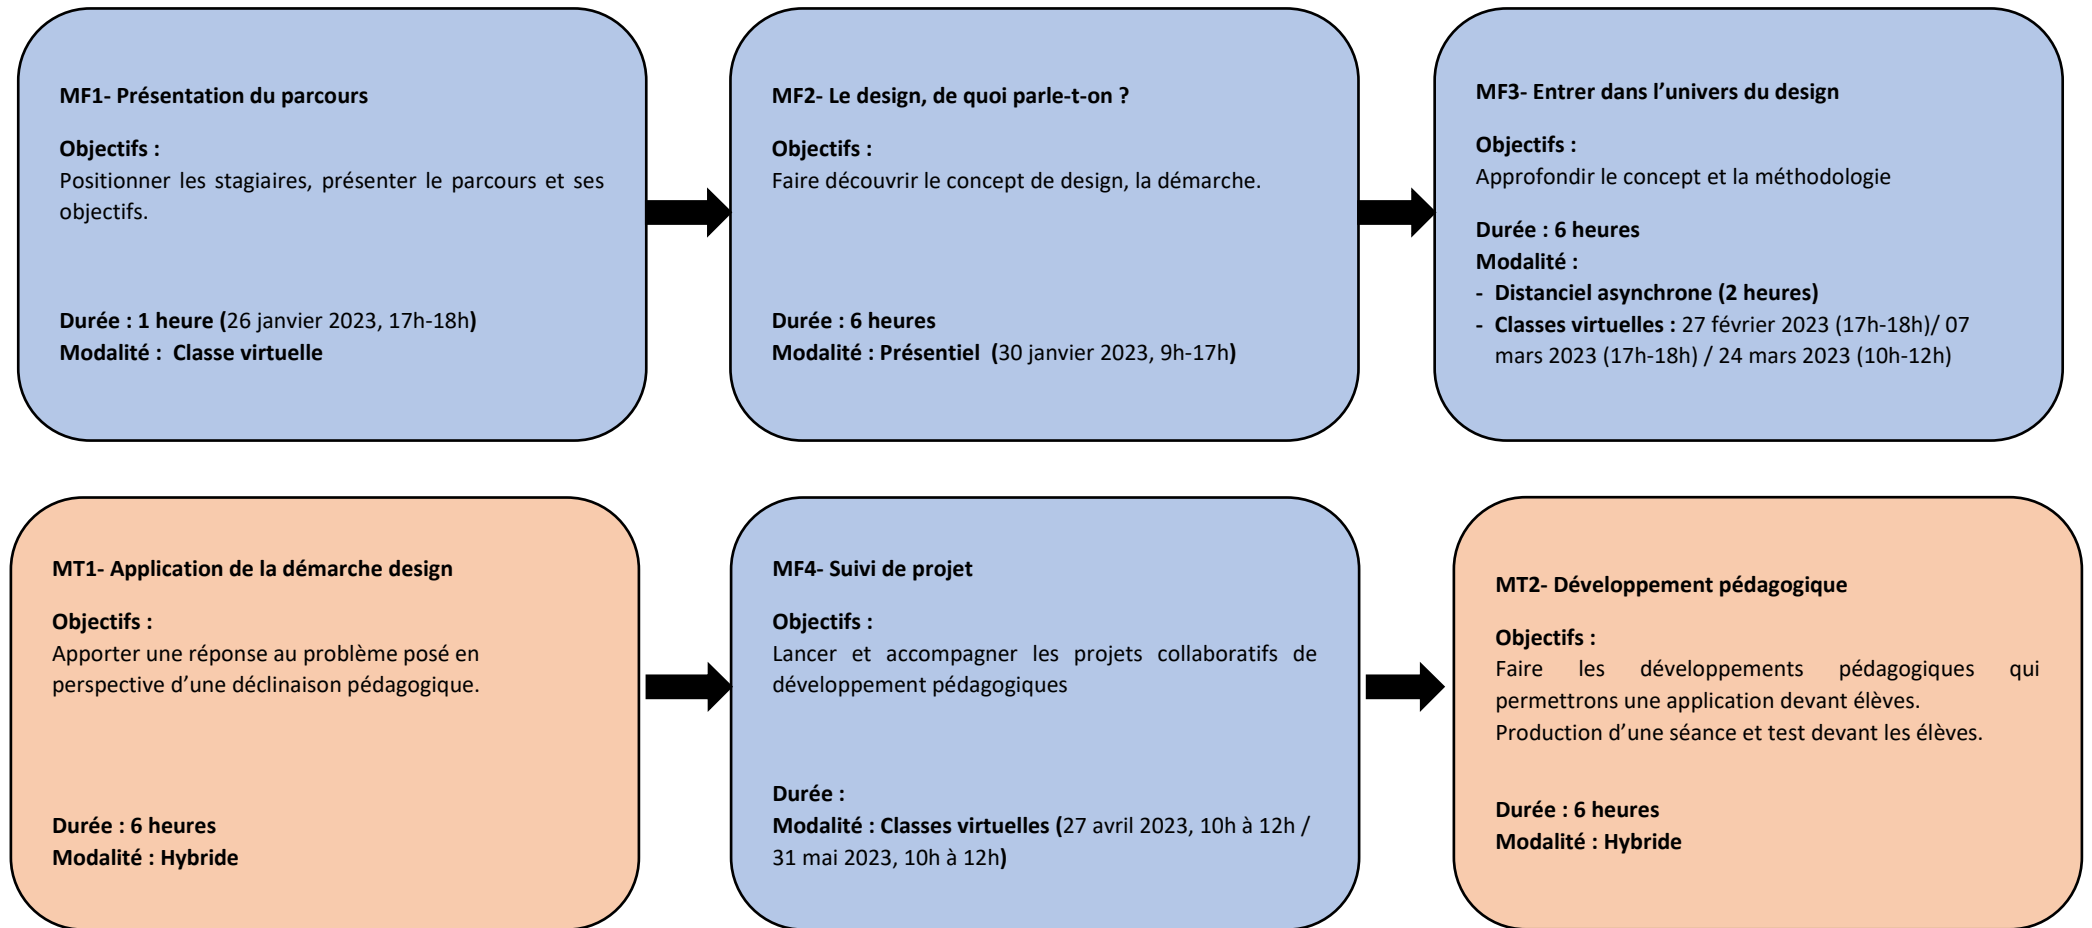 MF1- Présentation du parcours
Objectifs :
Positionner les stagiaires, présenter le parcours et ses
objectifs.
Durée : 1 heure (26 janvier 2023, 17h-18h)
Modalité : Classe virtuelle
MF2- Le design, de quoi parle-t-on ?
Objectifs :
Faire découvrir le concept de design, la démarche.
Durée : 6 heures
Modalité : Présentiel (30 janvier 2023, 9h-17h)
MF3- Entrer dans l’univers du design
Objectifs :
Approfondir le concept et la méthodologie
Durée : 6 heures
Modalité :
- Distanciel asynchrone (2 heures)
- Classes virtuelles : 27 février 2023 (17h-18h)/ 07
mars 2023 (17h-18h) / 24 mars 2023 (10h-12h)
MT1- Application de la démarche design
Objectifs :
Apporter une réponse au problème posé en
perspective d’une déclinaison pédagogique.
Durée : 6 heures
Modalité : Hybride
MF4- Suivi de projet
Objectifs :
Lancer et accompagner les projets collaboratifs de
développement pédagogiques
Durée :
Modalité : Classes virtuelles (27 avril 2023, 10h à 12h /
31 mai 2023, 10h à 12h)
MT2- Développement pédagogique
Objectifs :
Faire les développements pédagogiques qui
permettrons une application devant élèves.
Production d’une séance et test devant les élèves.
Durée : 6 heures
Modalité : Hybride